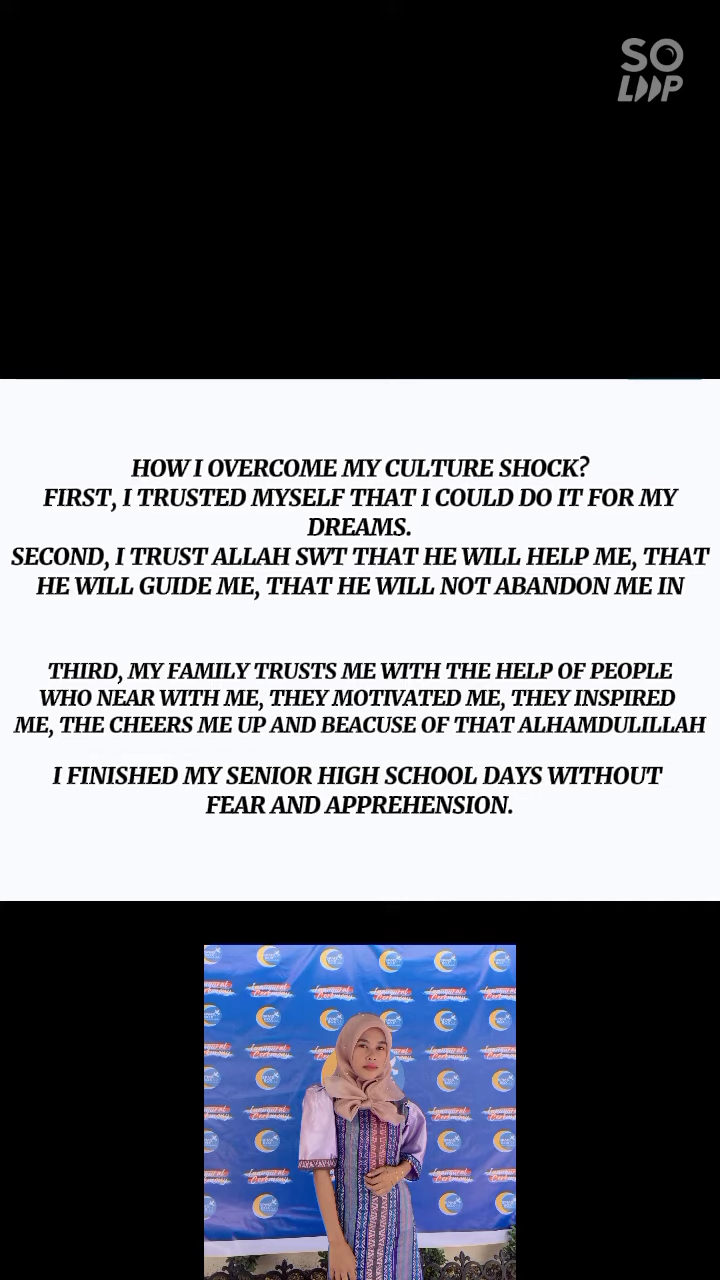 SO
LOOP
HOW I OVERCOME MY CULTURE SHOCK?
FIRST, I TRUSTED MYSELF THAT I COULD DO IT FOR MY
DREAMS.
SECOND, I TRUST ALLAH SWT THAT HE WILL HELP ME, THAT
HE WILL GUIDE ME, THAT HE WILL NOT ABANDON ME IN
THIRD, MY FAMILY TRUSTS ME WITH THE HELP OF PEOPLE
WHO NEAR WITH ME, THEY MOTIVATED ME, THEY INSPIRED
ME, THE CHEERS ME UP AND BEACUSE OF THAT ALHAMDULILLAH
I FINISHED MY SENIOR HIGH SCHOOL DAYS WITHOUT
FEAR AND APPREHENSION.
Inaugural
Ceremony